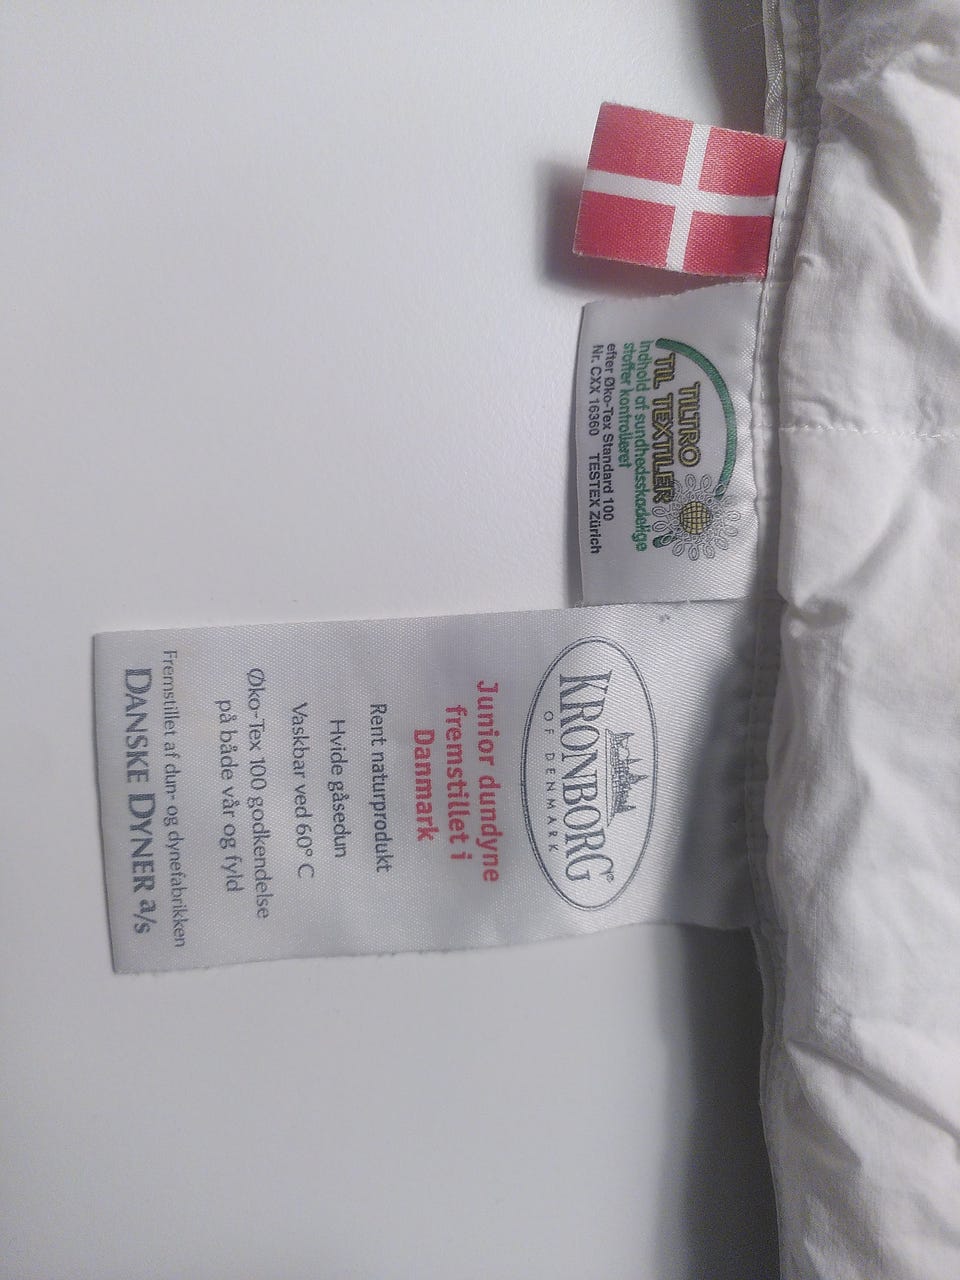 TILTRO
TIL TEXTILER
indhold af sundhedsskadelige
stoffer kontrolleret
efter Øko-Tex Standard 100
Nr. CXX 16360 TESTEX Zürich
KRONBORG®
OF DENMARK
Junior dundyne
fremstillet i
Danmark
Rent naturprodukt
Hvide gåsedun
Vaskbar ved 60° C
Øko-Tex 100 godkendelse
på både vår og fyld
Fremstillet af dun- og dynefabrikken
DANSKE DYNER a/s